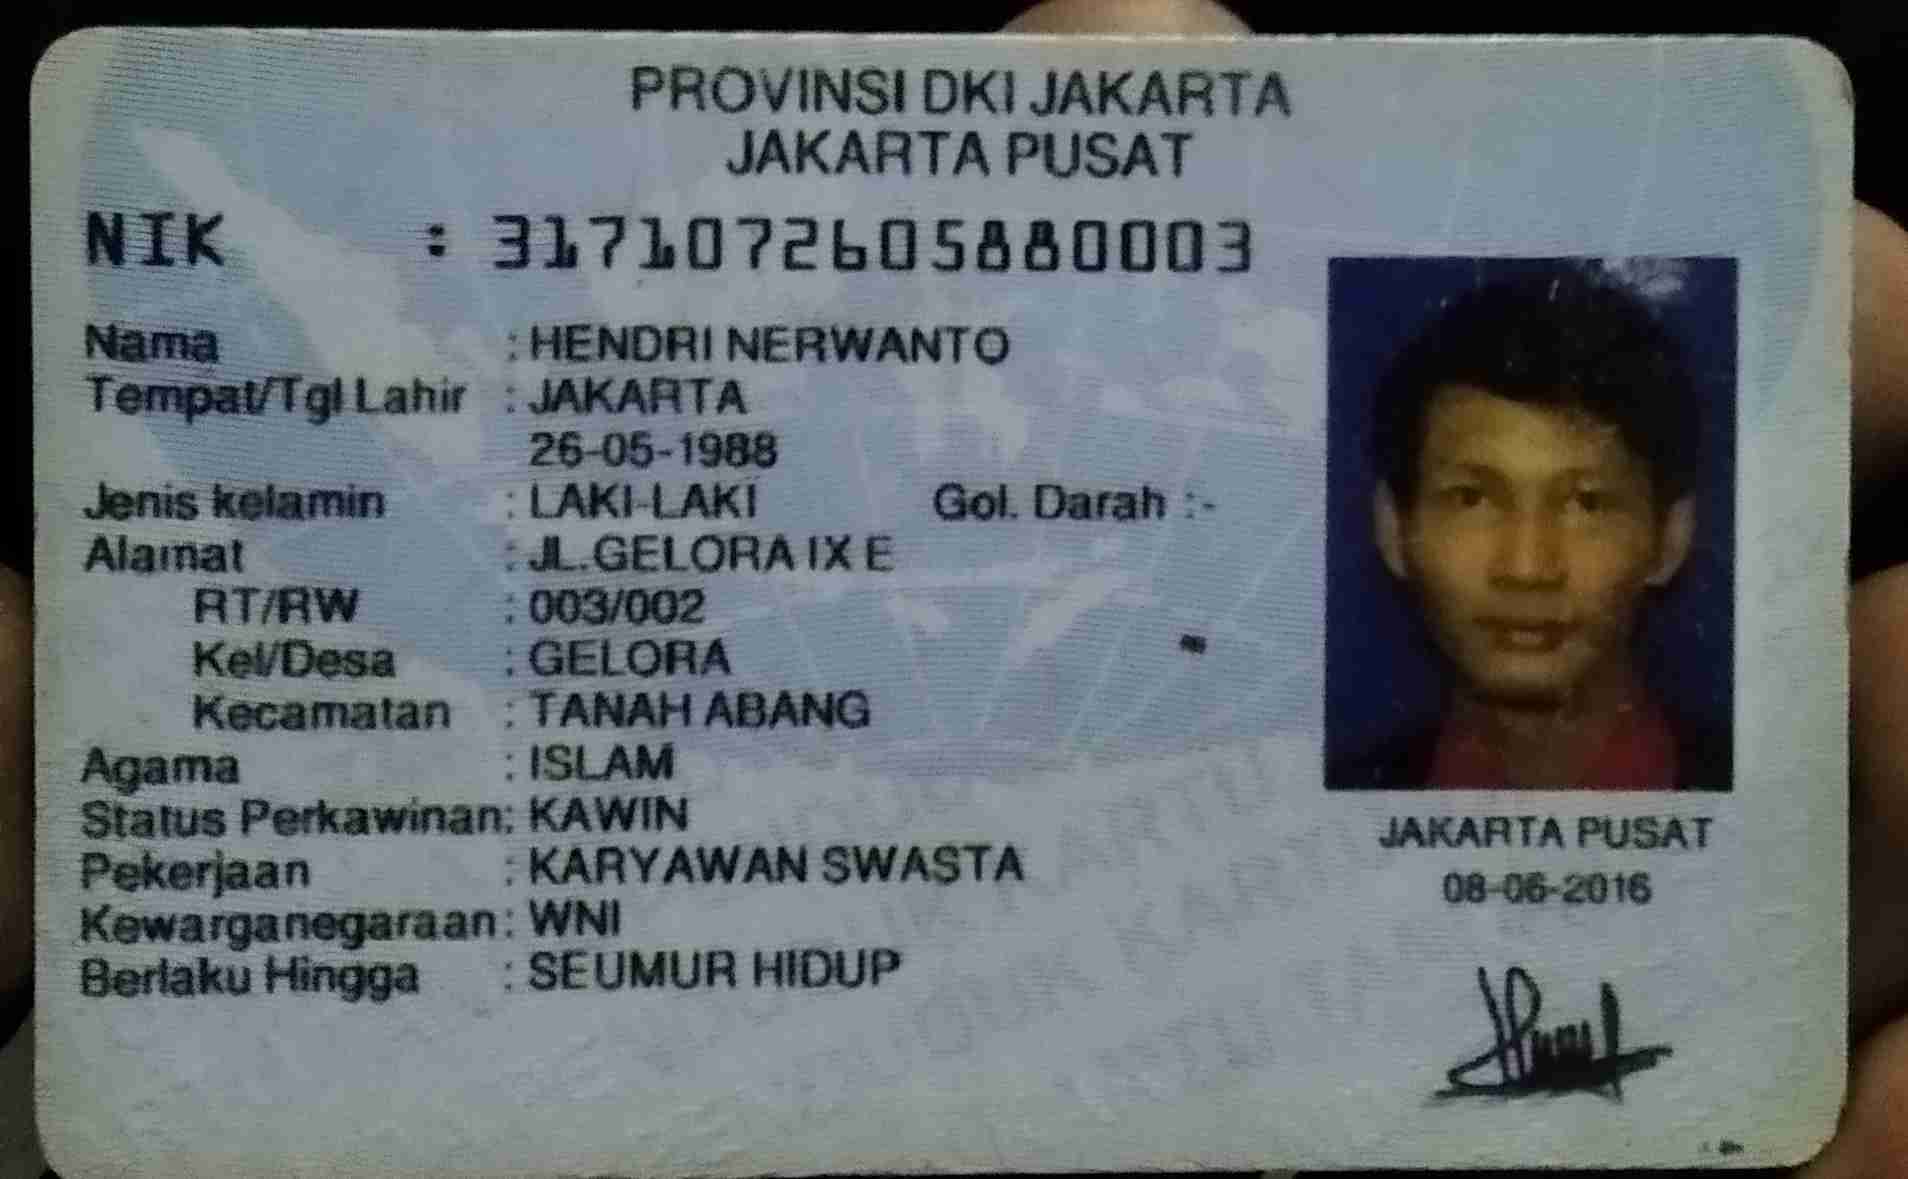 PROVINSI DKI JAKARTA
JAKARTA PUSAT
NIK : 3171072605880003
Nama : HENDRI NERWANTO
Tempat/Tgl Lahir : JAKARTA
26-05-1988
Jenis kelamin : LAKI-LAKI Gol. Darah :-
Alamat : JL.GELORA IX E
RT/RW : 003/002
Kel/Desa : GELORA
Kecamatan : TANAH ABANG
Agama : ISLAM
Status Perkawinan: KAWIN
Pekerjaan : KARYAWAN SWASTA
Kewarganegaraan: WNI
Berlaku Hingga : SEUMUR HIDUP
JAKARTA PUSAT
08-06-2016